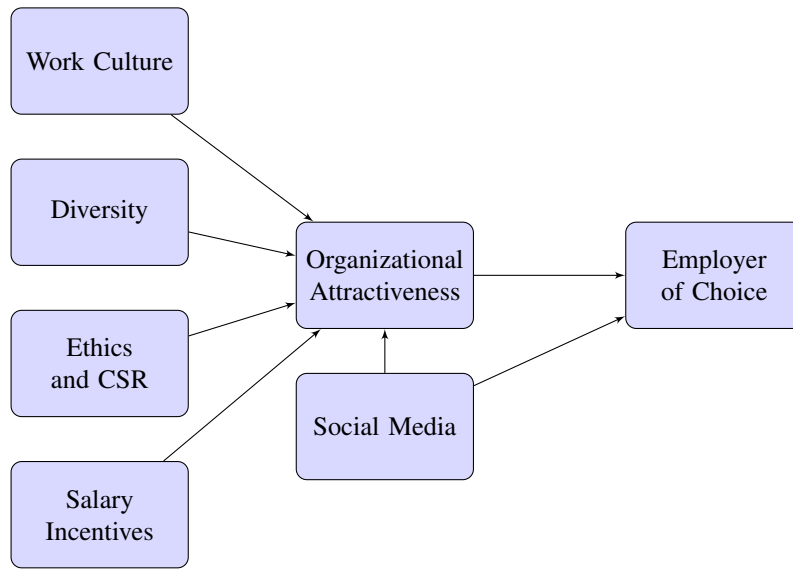 Work Culture
Diversity
Ethics
and CSR
Salary
Incentives
Organizational
Attractiveness
Social Media
Employer
of Choice